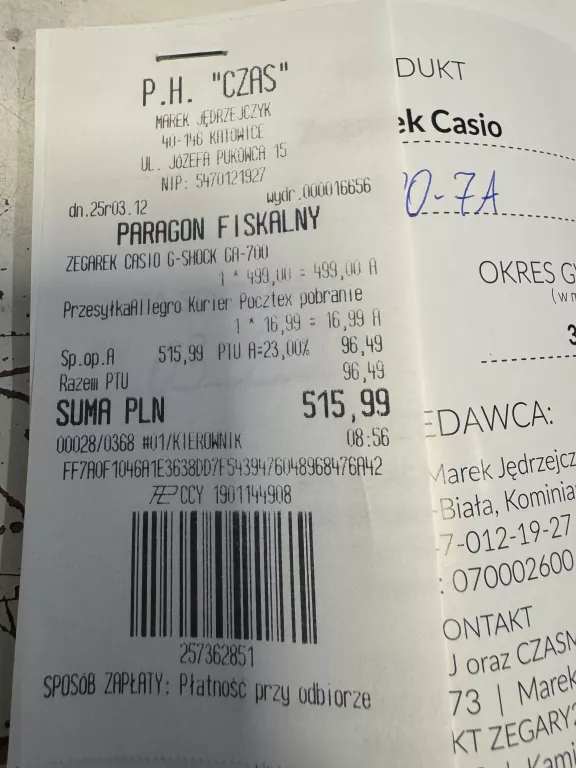 P.H. "CZAS"
MAREK JĘDRZEJCZYK
40-146 KATOWICE
UL. JÓZEFA PUKOWCA 15
NIP: 5470121927
dn.25r03.12 wydr.000016656
PARAGON FISKALNY
ZEGAREK CASIO G-SHOCK GA-700
1 * 499,00 = 499,00 A
PrzesyłkaAllegro Kurier Pocztex pobranie
1 * 16,99 = 16,99 A
Sp.op.A 515,99 PTU A=23,00% 96,49
Razem PTU 96,49
SUMA PLN 515,99
00028/0368 #01/KIEROWNIK 08:56
FF7A0F1046A1E3638DD7F5439476048968476A42
CCY 1901144908
257362851
SPOSÓB ZAPŁATY: Płatność przy odbiorze
DUKT
ek Casio
0-7A
OKRES G
(w m
3
EDAWCA:
Marek Jędrzejcz
-Biała, Kominia
7-012-19-27
: 070002600
ONTAKT
J oraz CZASN
73 | Marek
KT ZEGARY